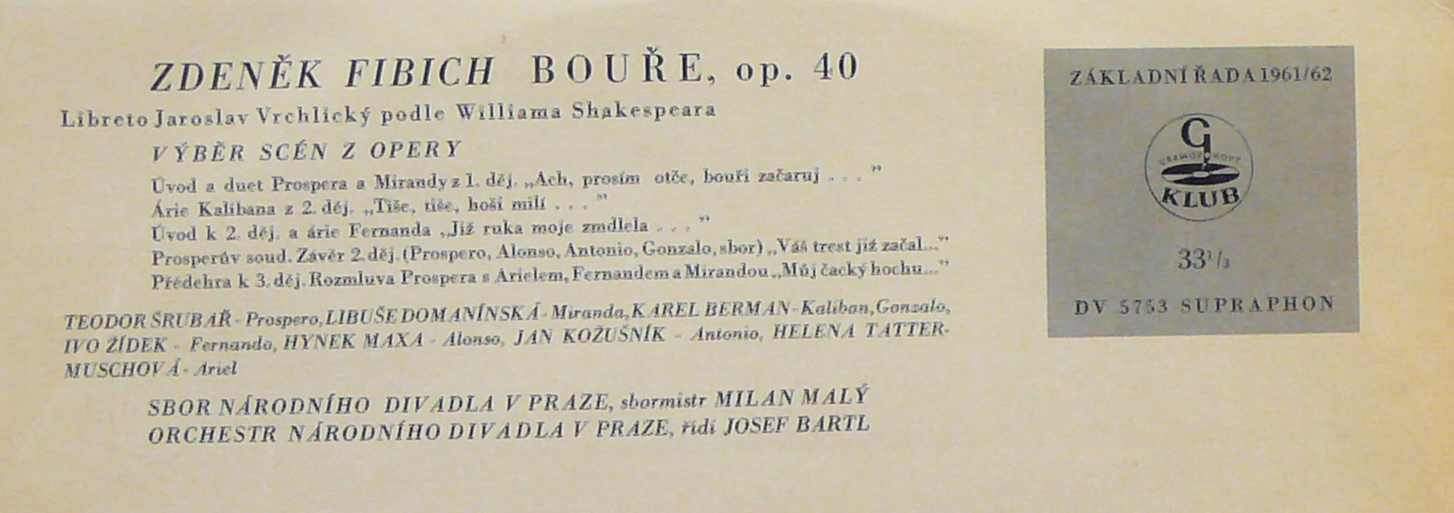 ZDENĚK FIBICH BOUŘE, op. 40
Libreto Jaroslav Vrchlický podle Williama Shakespeara
VÝBĚR SCÉN Z OPERY
Úvod a duet Prospera a Mirandy z 1. děj. „Ach, prosím otče, bouři začaruj . . .”
Árie Kalibana z 2. děj. „Tiše, tiše, hoši milí . . .”
Úvod k 2. děj. a árie Fernanda „Již ruka moje zmdlela . . .”
Prosperův soud. Závěr 2. děj. (Prospero, Alonso, Antonio, Gonzalo, sbor) „Váš trest již začal...”
Předehra k 3. děj. Rozmluva Prospera s Arielem, Fernandem a Mirandou „Můj čacký hochu...”
TEODOR ŠRUBAŘ - Prospero, LIBUŠE DOMANÍNSKÁ - Miranda, KAREL BERMAN - Kaliban, Gonzalo,
IVO ŽÍDEK - Fernando, HYNEK MAXA - Alonso, JAN KOŽUŠNÍK - Antonio, HELENA TATTER-
MUSCHOVÁ - Ariel
SBOR NÁRODNÍHO DIVADLA V PRAZE, sbormistr MILAN MALÝ
ORCHESTR NÁRODNÍHO DIVADLA V PRAZE, řídí JOSEF BARTL
ZÁKLADNÍ ŘADA 1961/62
G
GRAMOFONOVÝ
KLUB
33 1/3
DV 5753 SUPRAPHON